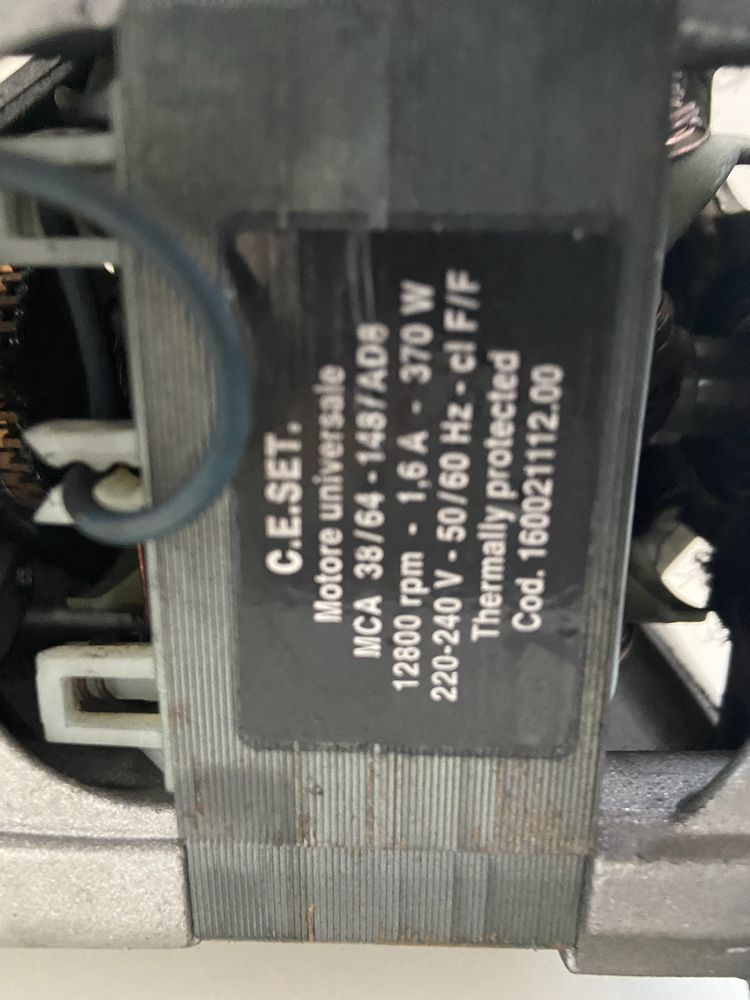 C.E.SET.
Motore universale
MCA 38/64 - 148/AD8
12800 rpm - 1,6 A - 370 W
220-240 V - 50/60 Hz - cl F/F
Thermally protected
Cod. 160021112.00